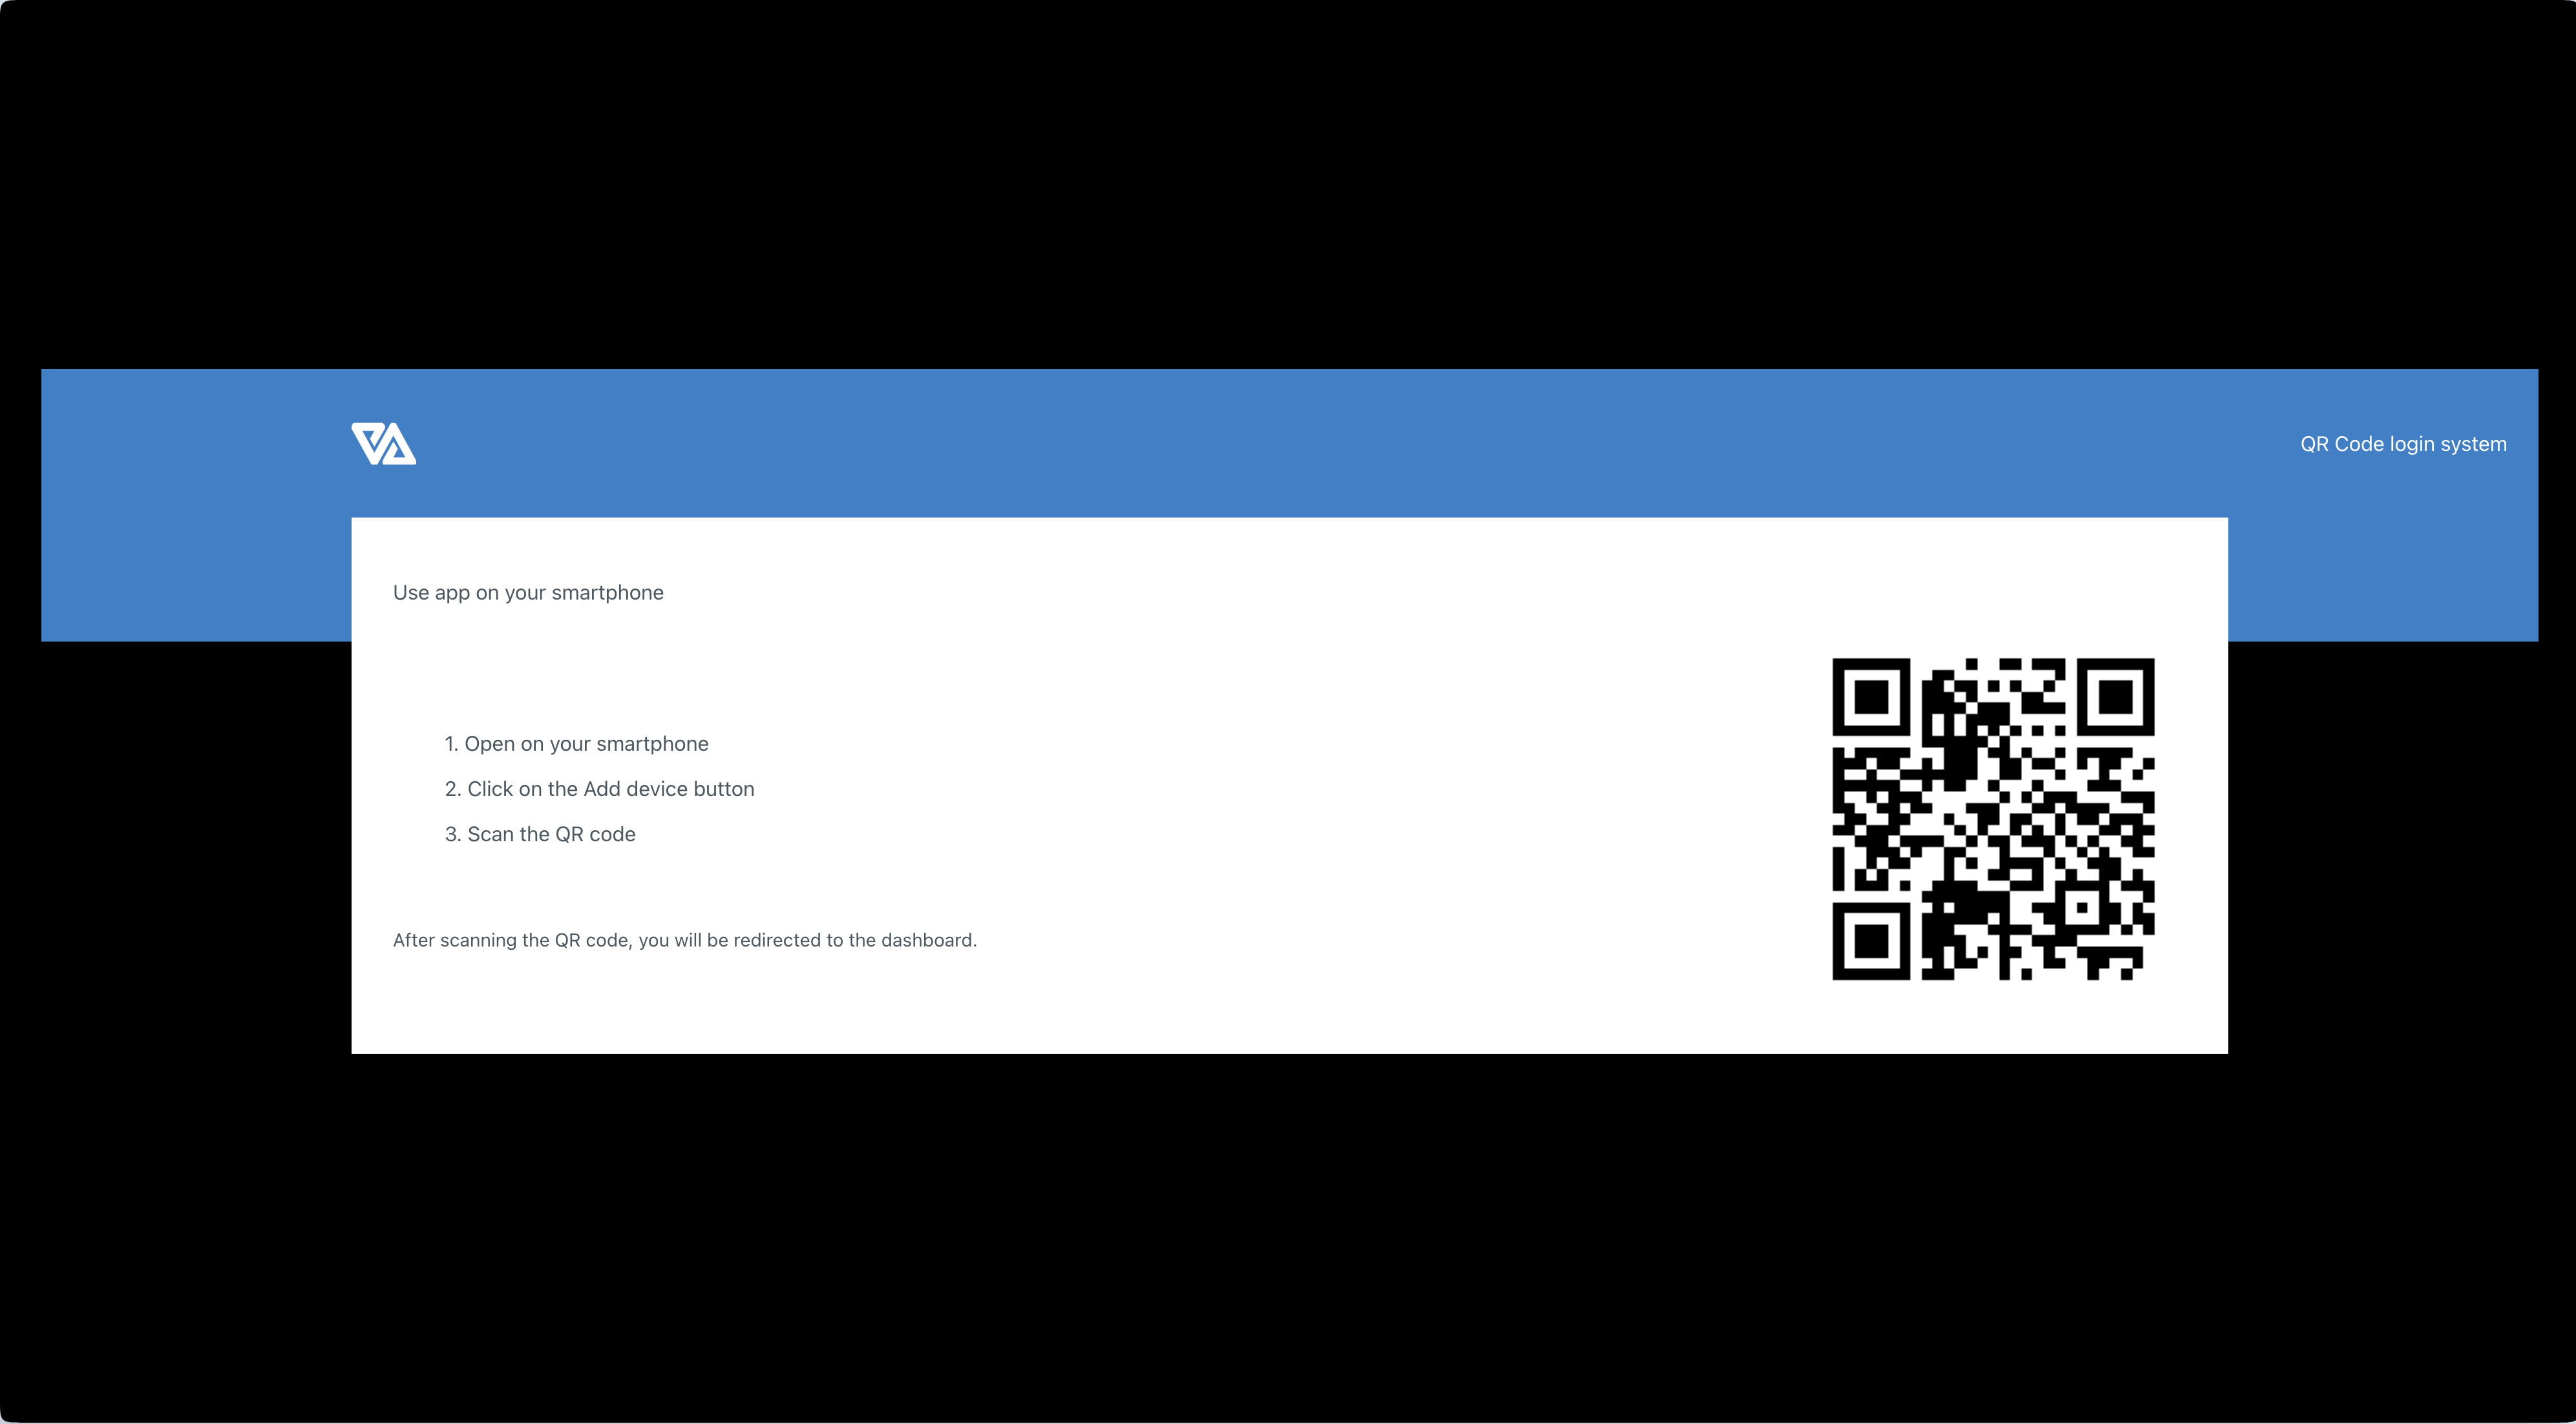 QR Code login system
Use app on your smartphone
1. Open on your smartphone
2. Click on the Add device button
3. Scan the QR code
After scanning the QR code, you will be redirected to the dashboard.